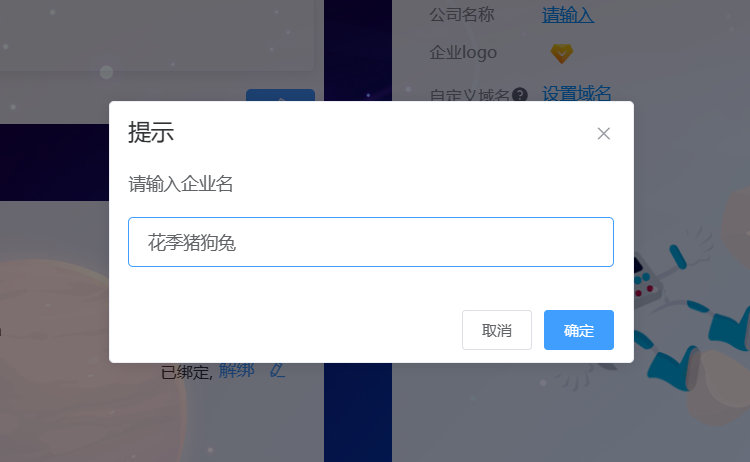 公司名称 请输入
企业logo
自定义域名 ? 设置域名
提示
请输入企业名
花季猪狗兔
取消 确定
已绑定, 解绑